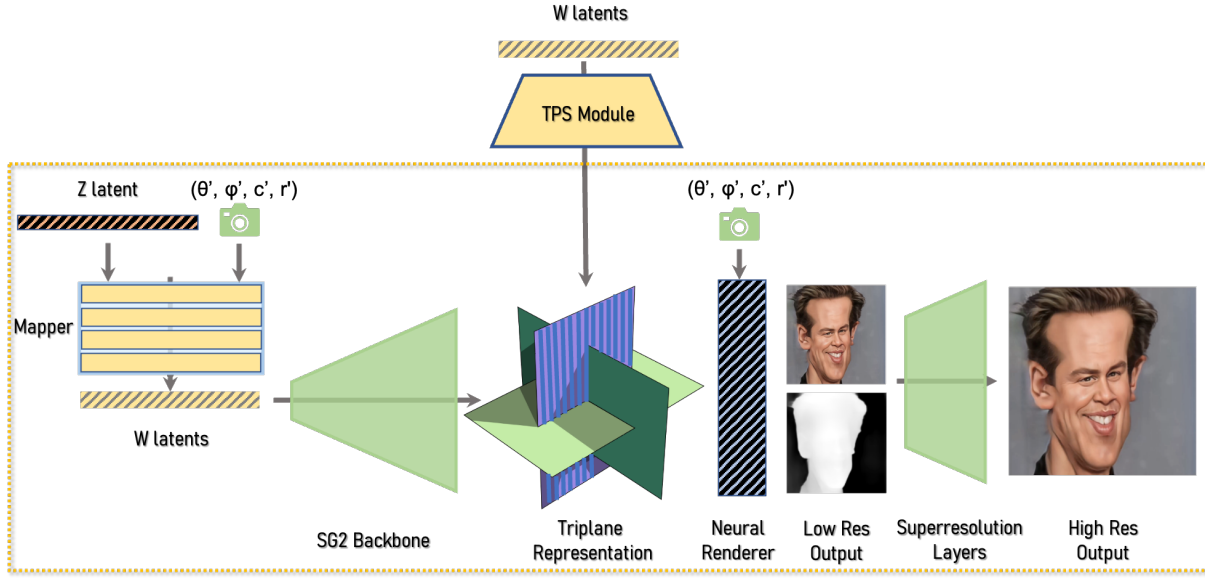 W latents
TPS Module
Z latent
(θ’, φ’, c’, r’)
(θ’, φ’, c’, r’)
Mapper
W latents
SG2 Backbone
Triplane
Representation
Neural
Renderer
Low Res
Output
Superresolution
Layers
High Res
Output